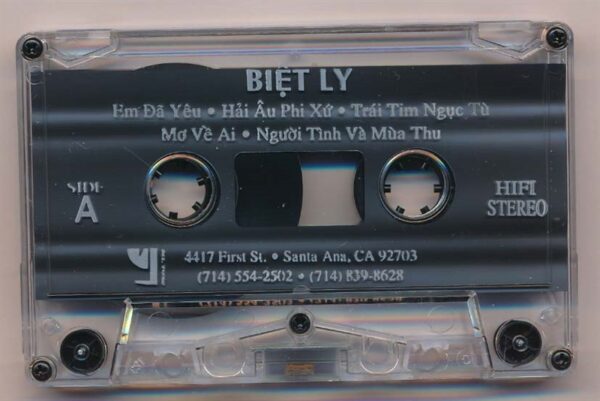 BIỆT LY
Em Đã Yêu • Hải Âu Phi Xứ • Trái Tim Ngục Tù
Mơ Về Ai • Người Tình Và Mùa Thu
SIDE
A
HIFI
STEREO
4417 First St. • Santa Ana, CA 92703
(714) 554-2502 • (714) 839-8628